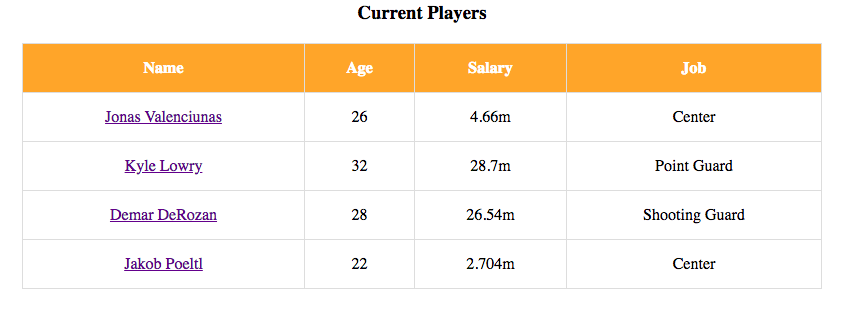 Current Players
Name Age Salary Job
Jonas Valenciunas 26 4.66m Center
Kyle Lowry 32 28.7m Point Guard
Demar DeRozan 28 26.54m Shooting Guard
Jakob Poeltl 22 2.704m Center